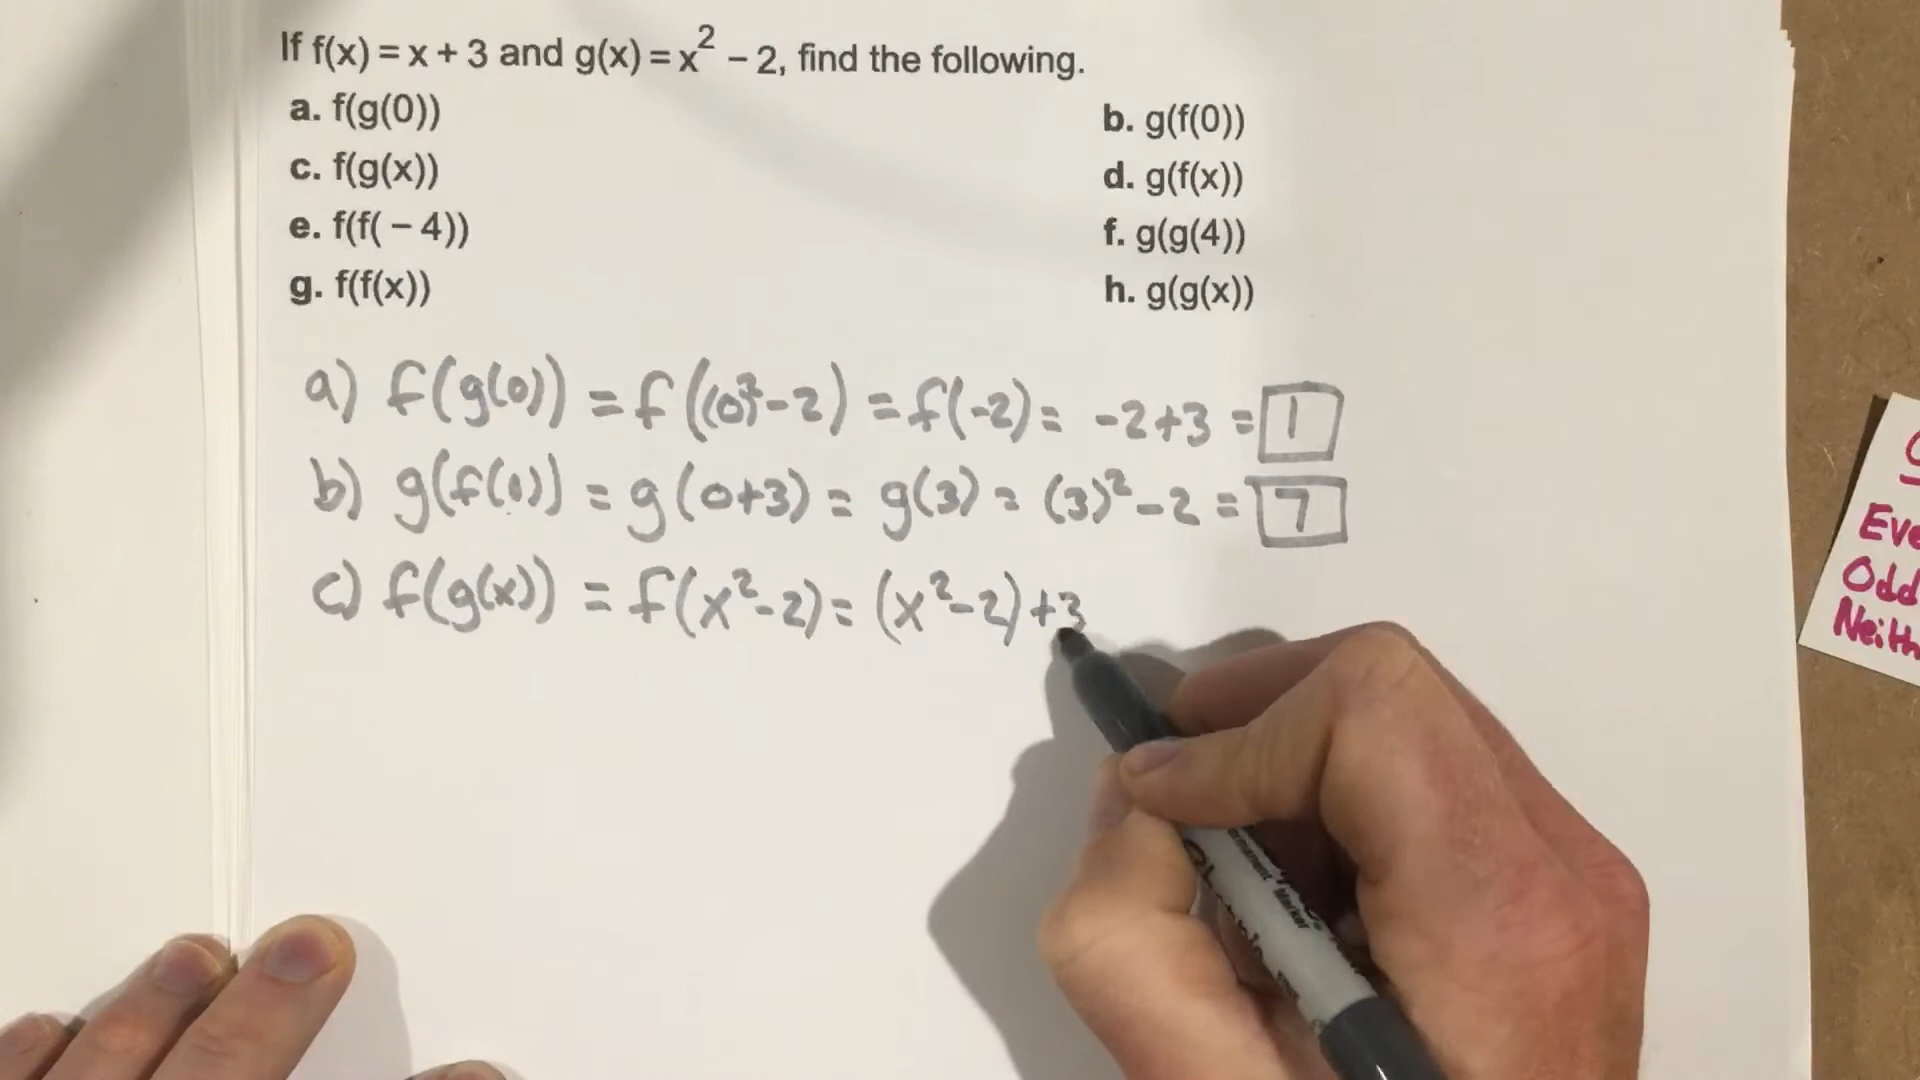 If f(x) = x + 3 and g(x) = x² − 2, find the following.
a. f(g(0))
b. g(f(0))
c. f(g(x))
d. g(f(x))
e. f(f( − 4))
f. g(g(4))
g. f(f(x))
h. g(g(x))
a) f(g(0)) = f((0)²-2) = f(-2) = -2+3 = 1
b) g(f(0)) = g(0+3) = g(3) = (3)²-2 = 7
c) f(g(x)) = f(x²-2) = (x²-2)+3
Eve
Odd
Neith